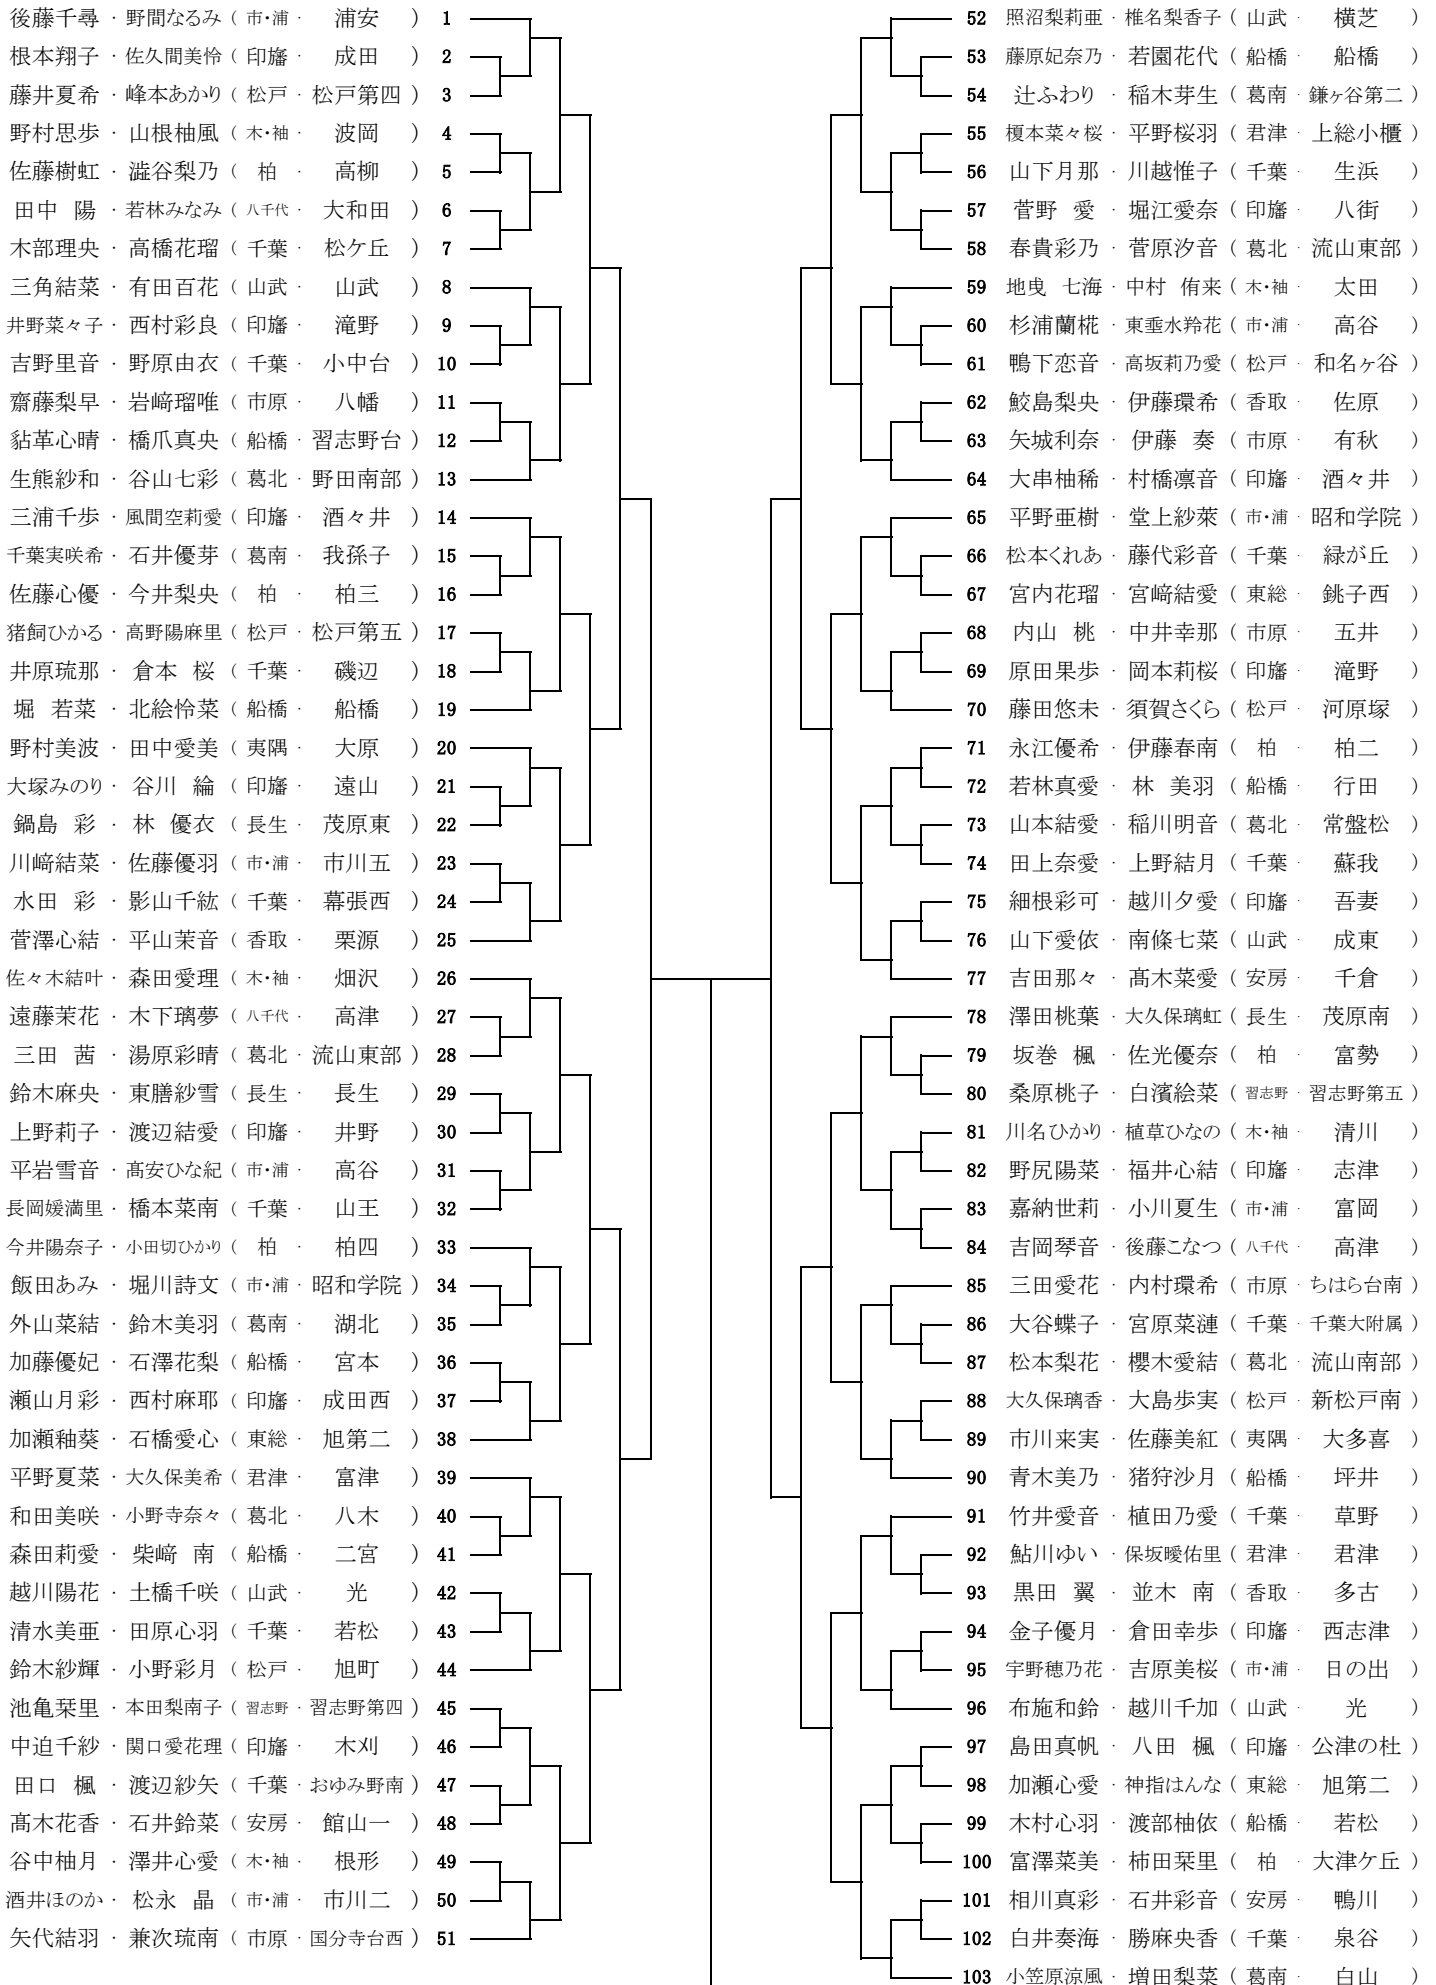 後藤千尋 · 野間なるみ ( 市・浦 · 浦安 ) 1
根本翔子 · 佐久間美怜 ( 印旛 · 成田 ) 2
藤井夏希 · 峰本あかり ( 松戸 · 松戸第四 ) 3
野村思歩 · 山根柚風 ( 木・袖 · 波岡 ) 4
佐藤樹虹 · 澁谷梨乃 ( 柏 · 高柳 ) 5
田中 陽 · 若林みなみ ( 八千代 · 大和田 ) 6
木部理央 · 高橋花瑠 ( 千葉 · 松ケ丘 ) 7
三角結菜 · 有田百花 ( 山武 · 山武 ) 8
井野菜々子 · 西村彩良 ( 印旛 · 滝野 ) 9
吉野里音 · 野原由衣 ( 千葉 · 小中台 ) 10
齋藤梨早 · 岩﨑瑠唯 ( 市原 · 八幡 ) 11
貼革心晴 · 橋爪真央 ( 船橋 · 習志野台 ) 12
生熊紗和 · 谷山七彩 ( 葛北 · 野田南部 ) 13
三浦千歩 · 風間空莉愛 ( 印旛 · 酒々井 ) 14
千葉実咲希 · 石井優芽 ( 葛南 · 我孫子 ) 15
佐藤心優 · 今井梨央 ( 柏 · 柏三 ) 16
猪飼ひかる · 高野陽麻里 ( 松戸 · 松戸第五 ) 17
井原琉那 · 倉本 桜 ( 千葉 · 磯辺 ) 18
堀 若菜 · 北絵怜菜 ( 船橋 · 船橋 ) 19
野村美波 · 田中愛美 ( 夷隅 · 大原 ) 20
大塚みのり · 谷川 綸 ( 印旛 · 遠山 ) 21
鍋島 彩 · 林 優衣 ( 長生 · 茂原東 ) 22
川﨑結菜 · 佐藤優羽 ( 市・浦 · 市川五 ) 23
水田 彩 · 影山千紘 ( 千葉 · 幕張西 ) 24
菅澤心結 · 平山茉音 ( 香取 · 栗源 ) 25
佐々木結叶 · 森田愛理 ( 木・袖 · 畑沢 ) 26
遠藤茉花 · 木下璃夢 ( 八千代 · 高津 ) 27
三田 茜 · 湯原彩晴 ( 葛北 · 流山東部 ) 28
鈴木麻央 · 東膳紗雪 ( 長生 · 長生 ) 29
上野莉子 · 渡辺結愛 ( 印旛 · 井野 ) 30
平岩雪音 · 髙安ひな紀 ( 市・浦 · 高谷 ) 31
長岡媛満里 · 橋本菜南 ( 千葉 · 山王 ) 32
今井陽奈子 · 小田切ひかり ( 柏 · 柏四 ) 33
飯田あみ · 堀川詩文 ( 市・浦 · 昭和学院 ) 34
外山菜結 · 鈴木美羽 ( 葛南 · 湖北 ) 35
加藤優妃 · 石澤花梨 ( 船橋 · 宮本 ) 36
瀬山月彩 · 西村麻耶 ( 印旛 · 成田西 ) 37
加瀬釉葵 · 石橋愛心 ( 東総 · 旭第二 ) 38
平野夏菜 · 大久保美希 ( 君津 · 富津 ) 39
和田美咲 · 小野寺奈々 ( 葛北 · 八木 ) 40
森田莉愛 · 柴﨑 南 ( 船橋 · 二宮 ) 41
越川陽花 · 土橋千咲 ( 山武 · 光 ) 42
清水美亜 · 田原心羽 ( 千葉 · 若松 ) 43
鈴木紗輝 · 小野彩月 ( 松戸 · 旭町 ) 44
池亀栞里 · 本田梨南子 ( 習志野 · 習志野第四 ) 45
中迫千紗 · 関口愛花理 ( 印旛 · 木刈 ) 46
田口 楓 · 渡辺紗矢 ( 千葉 · おゆみ野南 ) 47
髙木花香 · 石井鈴菜 ( 安房 · 館山一 ) 48
谷中柚月 · 澤井心愛 ( 木・袖 · 根形 ) 49
酒井ほのか · 松永 晶 ( 市・浦 · 市川二 ) 50
矢代結羽 · 兼次琉南 ( 市原 · 国分寺台西 ) 51
52 照沼梨莉亜 · 椎名梨香子 ( 山武 · 横芝 )
53 藤原妃奈乃 · 若園花代 ( 船橋 · 船橋 )
54 辻ふわり · 稲木芽生 ( 葛南 · 鎌ヶ谷第二 )
55 榎本菜々桜 · 平野桜羽 ( 君津 · 上総小櫃 )
56 山下月那 · 川越惟子 ( 千葉 · 生浜 )
57 菅野 愛 · 堀江愛奈 ( 印旛 · 八街 )
58 春貴彩乃 · 菅原汐音 ( 葛北 · 流山東部 )
59 地曵 七海 · 中村 侑来 ( 木・袖 · 太田 )
60 杉浦蘭椛 · 東垂水羚花 ( 市・浦 · 高谷 )
61 鴨下恋音 · 高坂莉乃愛 ( 松戸 · 和名ヶ谷 )
62 鮫島梨央 · 伊藤環希 ( 香取 · 佐原 )
63 矢城利奈 · 伊藤 奏 ( 市原 · 有秋 )
64 大串柚稀 · 村橋凛音 ( 印旛 · 酒々井 )
65 平野亜樹 · 堂上紗萊 ( 市・浦 · 昭和学院 )
66 松本くれあ · 藤代彩音 ( 千葉 · 緑が丘 )
67 宮内花瑠 · 宮﨑結愛 ( 東総 · 銚子西 )
68 内山 桃 · 中井幸那 ( 市原 · 五井 )
69 原田果歩 · 岡本莉桜 ( 印旛 · 滝野 )
70 藤田悠未 · 須賀さくら ( 松戸 · 河原塚 )
71 永江優希 · 伊藤春南 ( 柏 · 柏二 )
72 若林真愛 · 林 美羽 ( 船橋 · 行田 )
73 山本結愛 · 稲川明音 ( 葛北 · 常盤松 )
74 田上奈愛 · 上野結月 ( 千葉 · 蘇我 )
75 細根彩可 · 越川夕愛 ( 印旛 · 吾妻 )
76 山下愛依 · 南條七菜 ( 山武 · 成東 )
77 吉田那々 · 髙木菜愛 ( 安房 · 千倉 )
78 澤田桃葉 · 大久保璃虹 ( 長生 · 茂原南 )
79 坂巻 楓 · 佐光優奈 ( 柏 · 富勢 )
80 桑原桃子 · 白濱絵菜 ( 習志野 · 習志野第五 )
81 川名ひかり · 植草ひなの ( 木・袖 · 清川 )
82 野尻陽菜 · 福井心結 ( 印旛 · 志津 )
83 嘉納世莉 · 小川夏生 ( 市・浦 · 富岡 )
84 吉岡琴音 · 後藤こなつ ( 八千代 · 高津 )
85 三田愛花 · 内村環希 ( 市原 · ちはら台南 )
86 大谷蝶子 · 宮原菜漣 ( 千葉 · 千葉大附属 )
87 松本梨花 · 櫻木愛結 ( 葛北 · 流山南部 )
88 大久保璃香 · 大島歩実 ( 松戸 · 新松戸南 )
89 市川来実 · 佐藤美紅 ( 夷隅 · 大多喜 )
90 青木美乃 · 猪狩沙月 ( 船橋 · 坪井 )
91 竹井愛音 · 植田乃愛 ( 千葉 · 草野 )
92 鮎川ゆい · 保坂曖佑里 ( 君津 · 君津 )
93 黒田 翼 · 並木 南 ( 香取 · 多古 )
94 金子優月 · 倉田幸歩 ( 印旛 · 西志津 )
95 宇野穂乃花 · 吉原美桜 ( 市・浦 · 日の出 )
96 布施和鈴 · 越川千加 ( 山武 · 光 )
97 島田真帆 · 八田 楓 ( 印旛 · 公津の杜 )
98 加瀬心愛 · 神指はんな ( 東総 · 旭第二 )
99 木村心羽 · 渡部柚依 ( 船橋 · 若松 )
100 富澤菜美 · 柿田栞里 ( 柏 · 大津ケ丘 )
101 相川真彩 · 石井彩音 ( 安房 · 鴨川 )
102 白井奏海 · 勝麻央香 ( 千葉 · 泉谷 )
103 小笠原涼風 · 増田梨菜 ( 葛南 · 白山 )